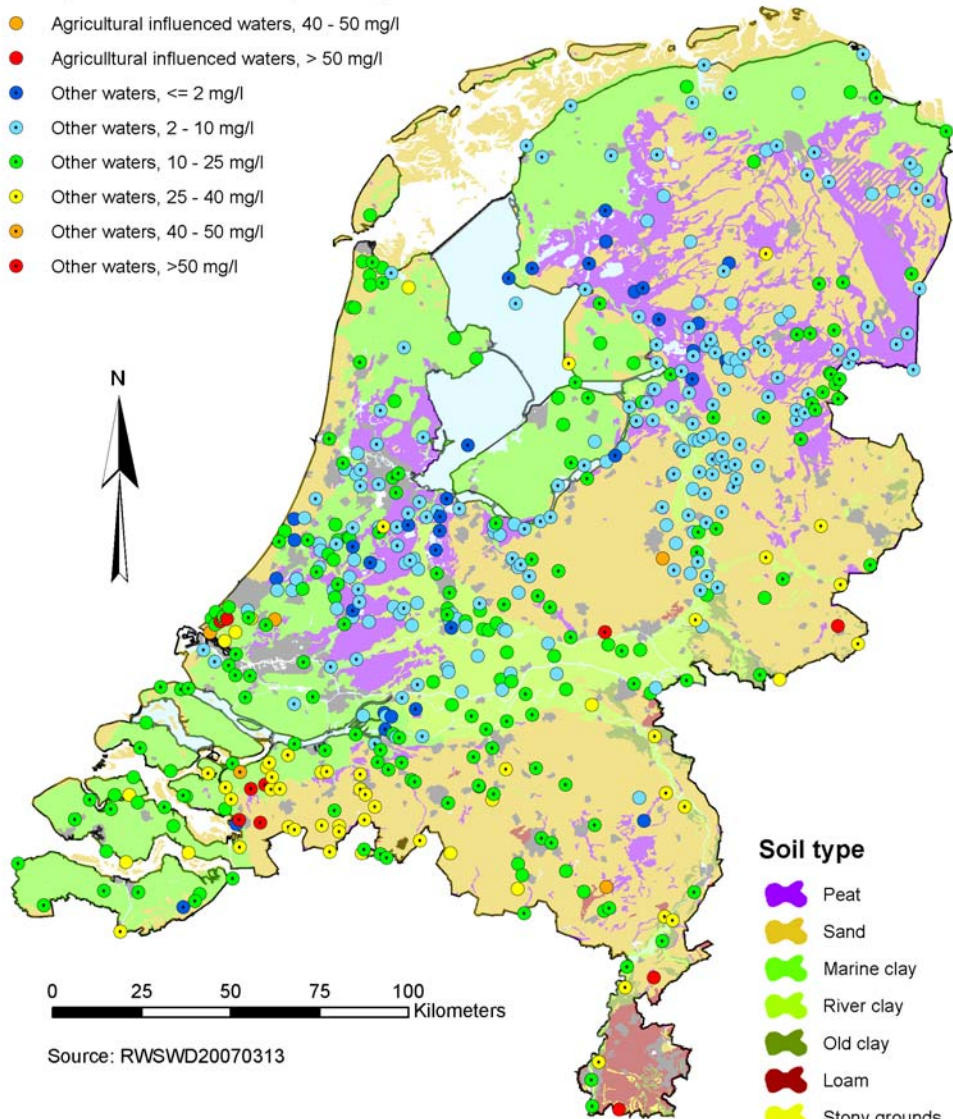 Agricultural influenced waters, 40 - 50 mg/l
Agricilltural influenced waters, > 50 mg/l
Other waters, <= 2 mg/l
Other waters, 2 - 10 mg/l
Other waters, 10 - 25 mg/l
Other waters, 25 - 40 mg/l
Other waters, 40 - 50 mg/l
Other waters, >50 mg/l
N
0 25 50 75 100
Kilometers
Source: RWSWD20070313
Soil type
Peat
Sand
Marine clay
River clay
Old clay
Loam
Stony grounds